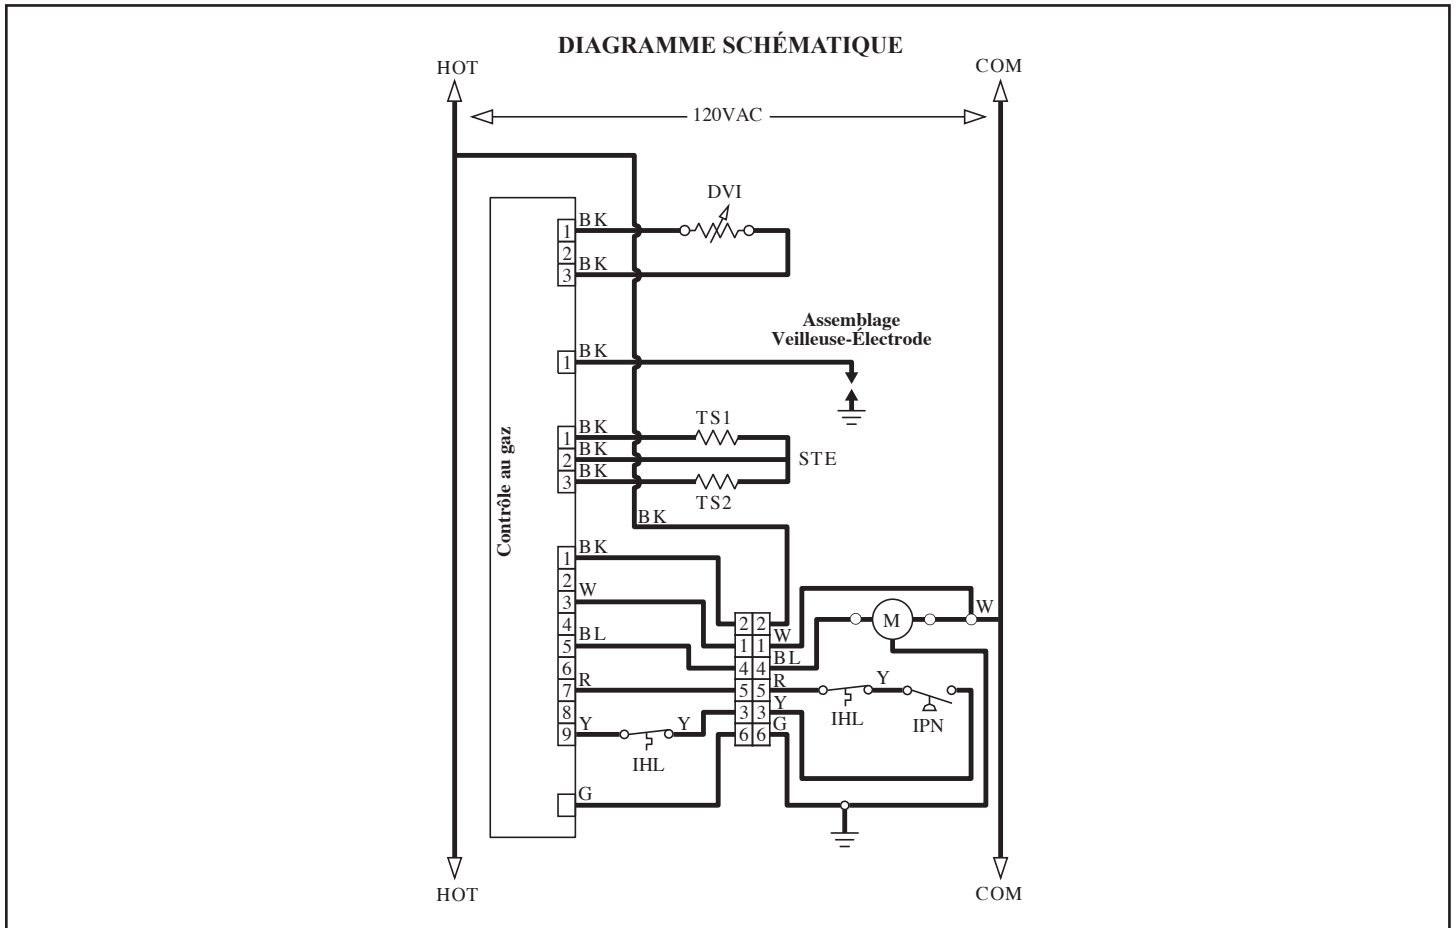 DIAGRAMME SCHÉMATIQUE
HOT
COM
120VAC
DVI
1 BK
2
3 BK
Assemblage
Veilleuse-Électrode
1 BK
Contrôle au gaz
TS1
1 BK
2 BK
STE
3 BK
TS2
BK
1 BK
2
3 W
4
5 BL
6
7 R
8
9 Y
Y
IHL
G
2 2
1 1 W
4 4 BL
5 5 R
3 3 Y
6 6 G
M
W
IHL
Y
IPN
HOT
COM